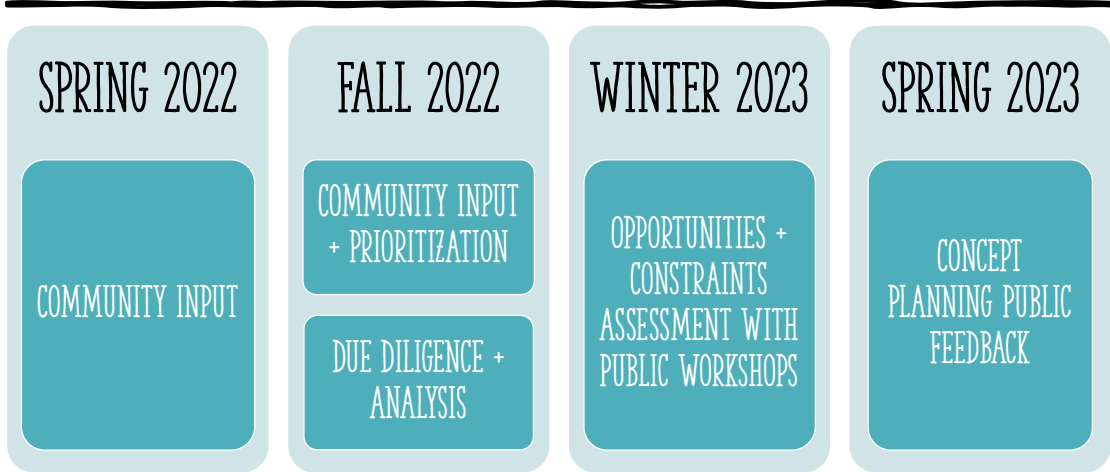 SPRING 2022
COMMUNITY INPUT
FALL 2022
COMMUNITY INPUT
+ PRIORITIZATION
DUE DILIGENCE +
ANALYSIS
WINTER 2023
OPPORTUNITIES +
CONSTRAINTS
ASSESSMENT WITH
PUBLIC WORKSHOPS
SPRING 2023
CONCEPT
PLANNING PUBLIC
FEEDBACK